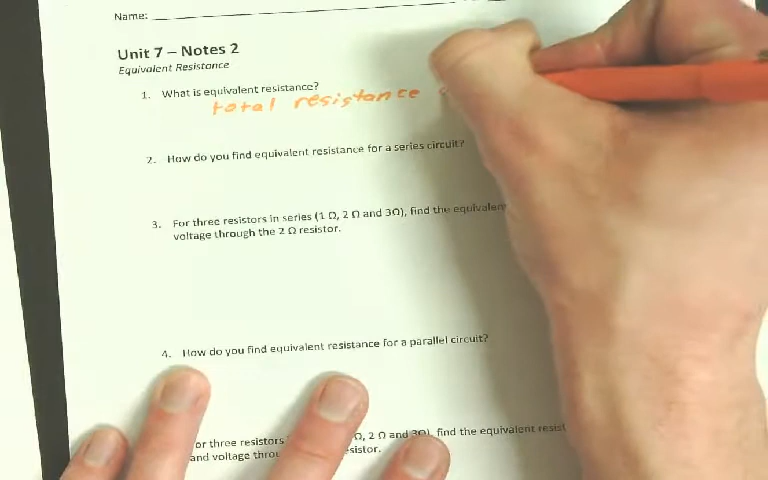 Name:
Unit 7 – Notes 2
Equivalent Resistance
1. What is equivalent resistance?
total resistance
2. How do you find equivalent resistance for a series circuit?
3. For three resistors in series (1 Ω, 2 Ω and 3Ω), find the equivalent
voltage through the 2 Ω resistor.
4. How do you find equivalent resistance for a parallel circuit?
or three resistors Ω, 2 Ω and 3Ω), find the equivalent
and voltage